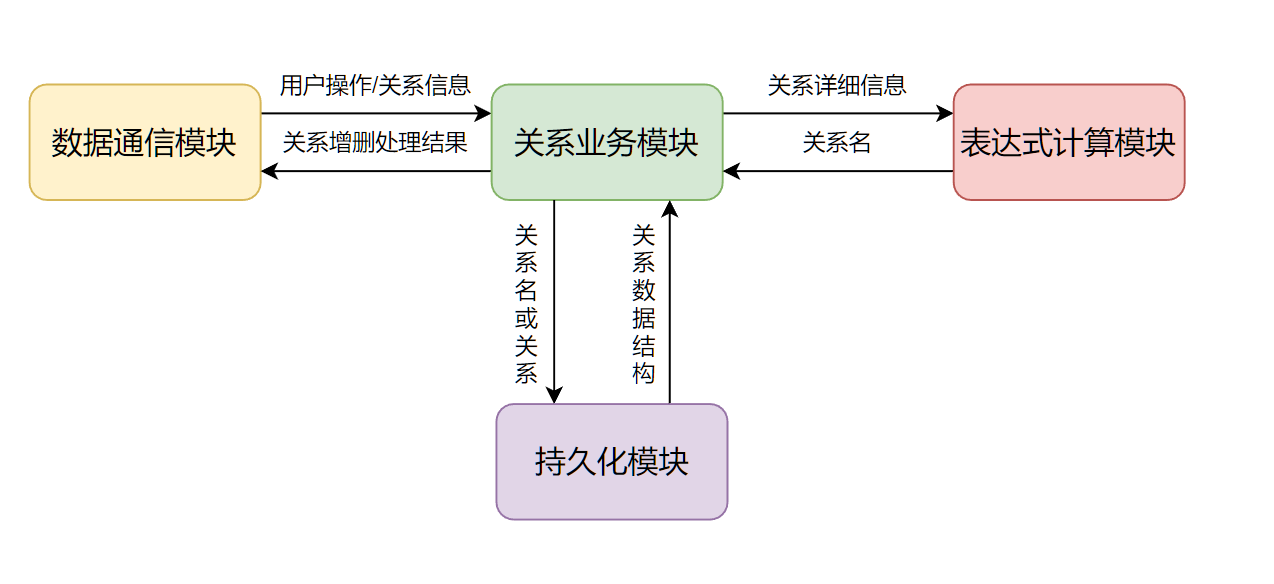 用户操作/关系信息
关系详细信息
数据通信模块
关系增删处理结果
关系业务模块
关系名
表达式计算模块
关系名或关系
关系数据结构
持久化模块